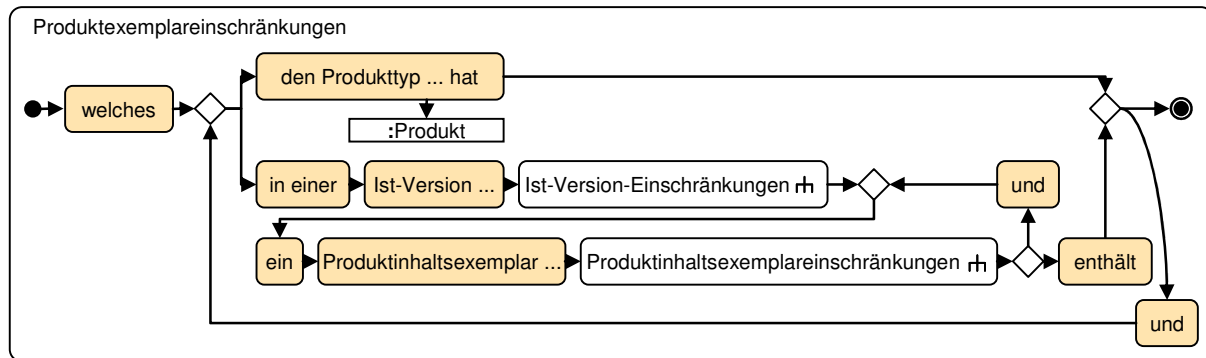 Produktexemplareinschränkungen
den Produkttyp ... hat
welches
:Produkt
in einer
Ist-Version ...
Ist-Version-Einschränkungen
und
ein
Produktinhaltsexemplar ...
Produktinhaltsexemplareinschränkungen
enthält
und